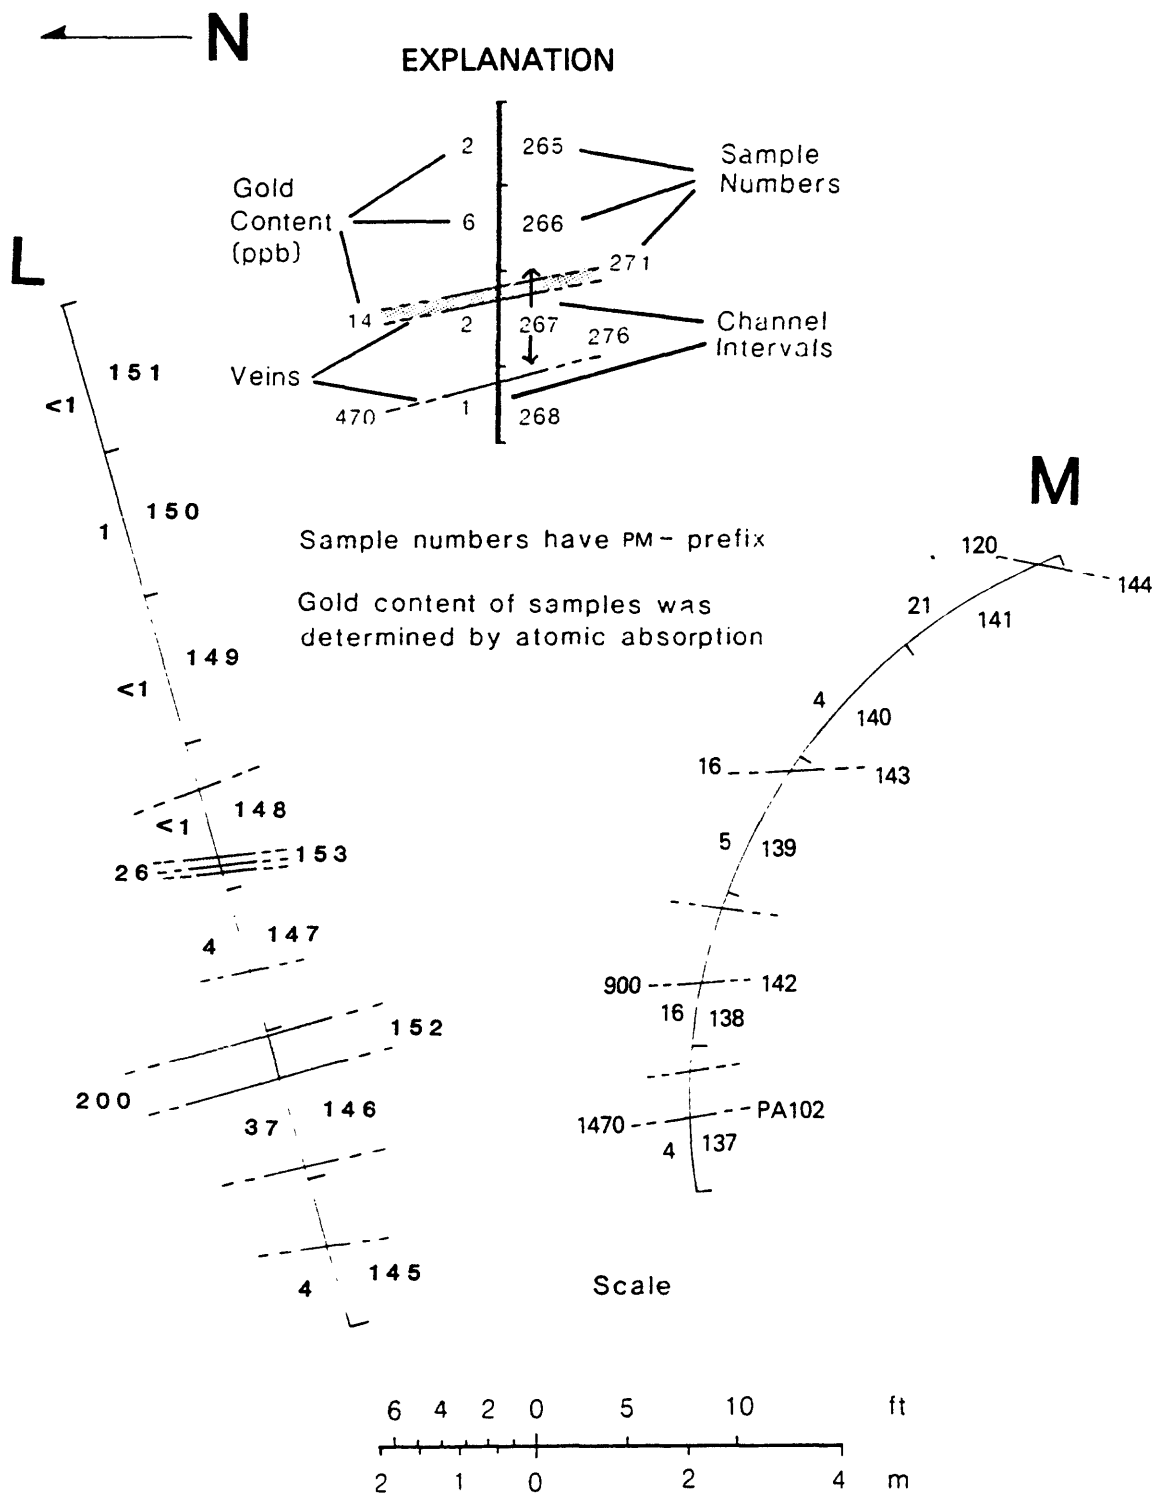 N
EXPLANATION
2 265
Sample
Numbers
Gold
Content
(ppb)
6 266
271
14 2 267
276
Channel
Intervals
Veins
470 1 268
L
151
<1
150
1
149
<1
148
<1
26 153
147
4
152
200
146
37
145
4
Sample numbers have PM- prefix
Gold content of samples was
determined by atomic absorption
M
120
144
21 141
4 140
16 143
5 139
900 142
16 138
1470 PA102
4 137
Scale
6 4 2 0 5 10 ft
2 1 0 2 4 m